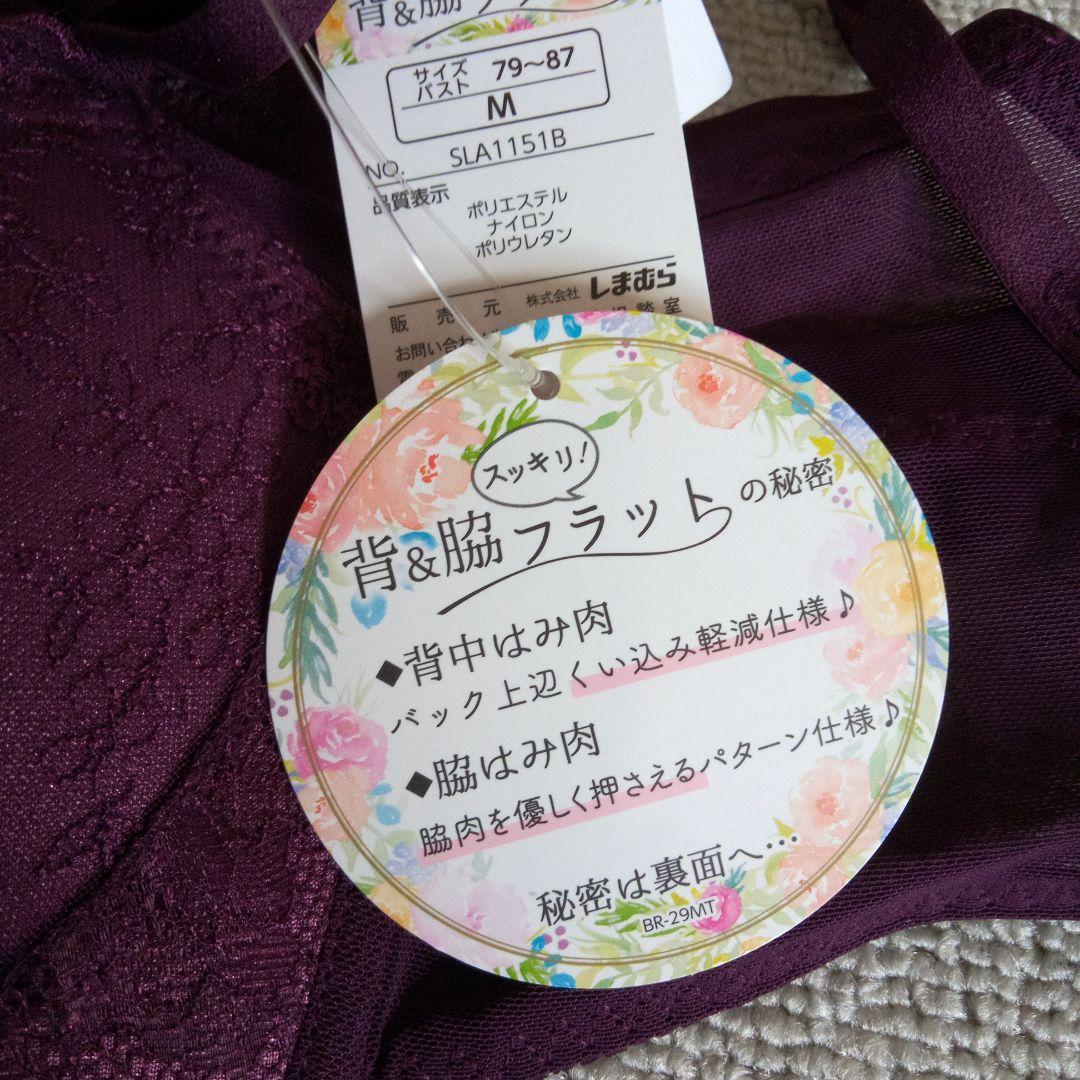 背&脇フラッ
サイズ
バスト 79～87
M
NO. SLA1151B
品質表示
ポリエステル
ナイロン
ポリウレタン
販売元 株式会社 しまむら
お問い合わせ 相談室
スッキリ!
背&脇フラットの秘密
◆背中はみ肉
バック上辺くい込み軽減仕様♪
◆脇はみ肉
脇肉を優しく押さえるパターン仕様♪
秘密は裏面へ…
BR-29MT